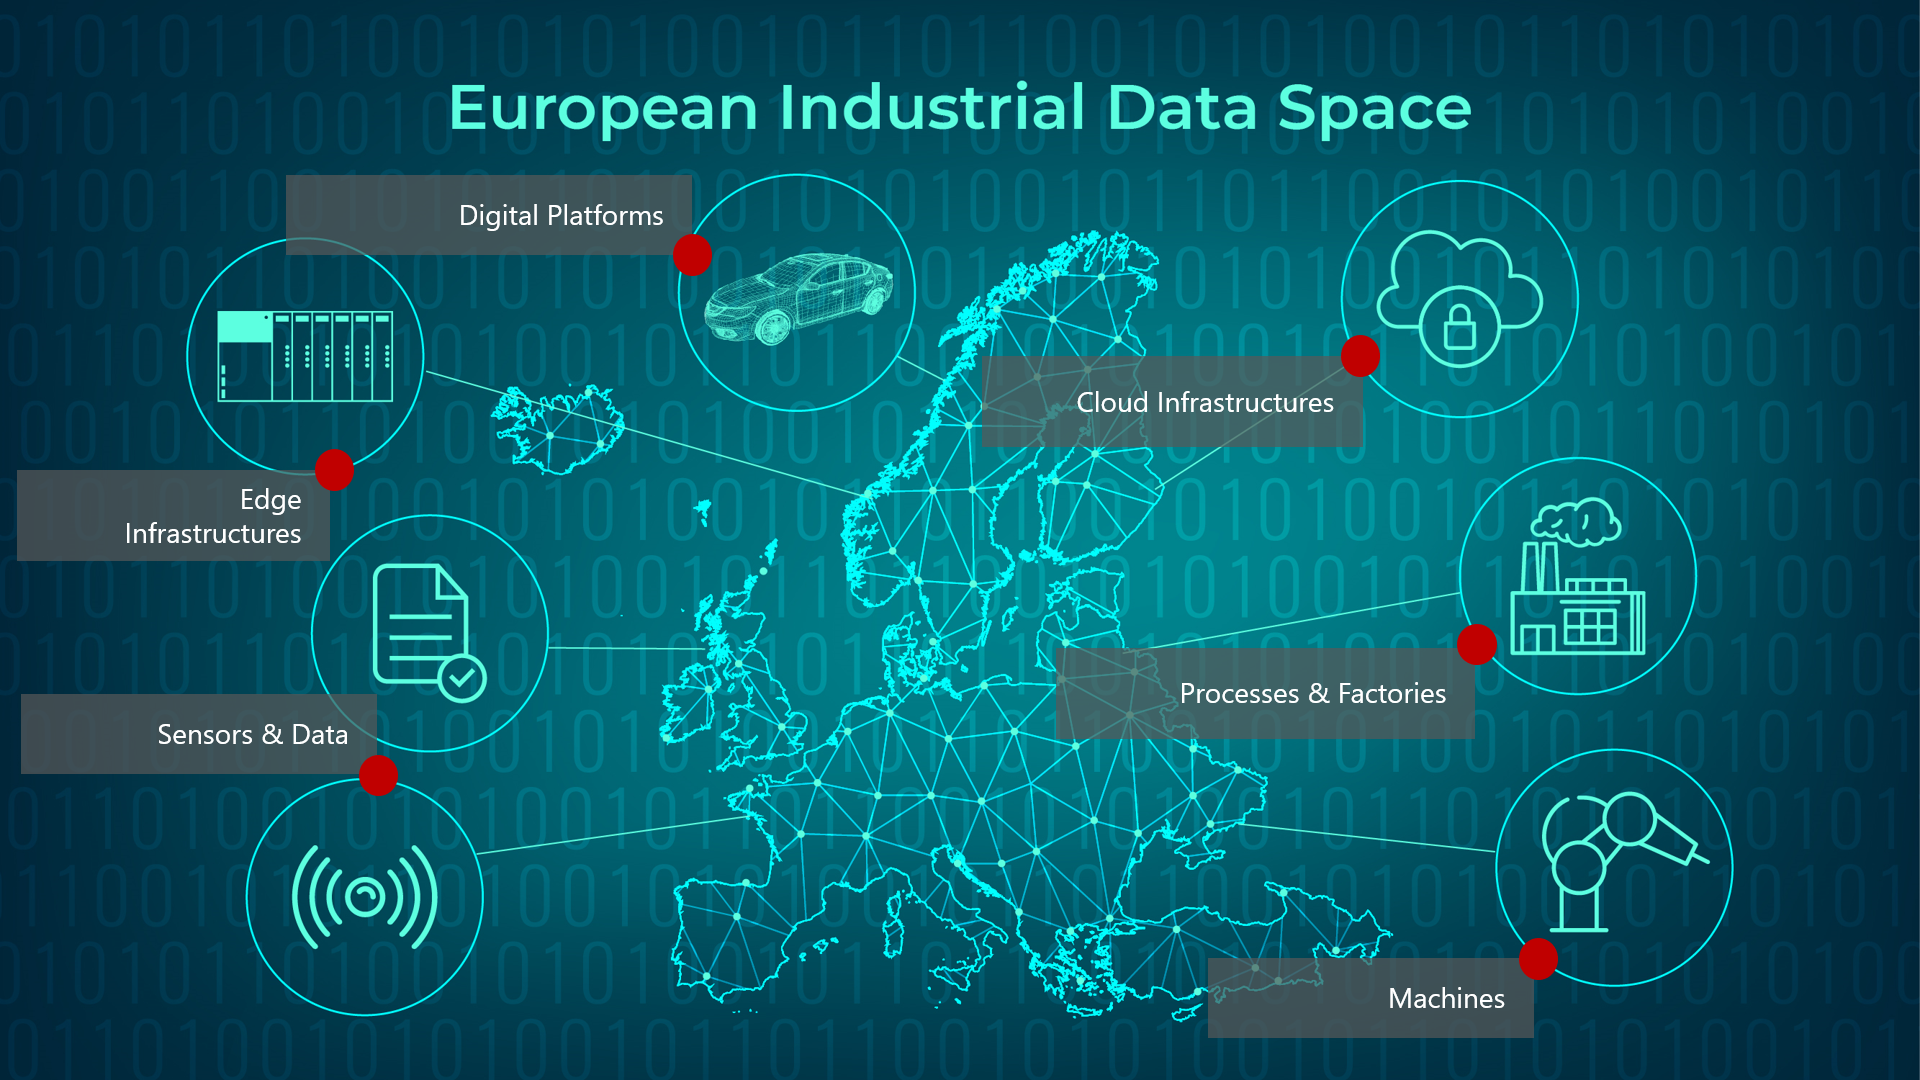 European Industrial Data Space
Digital Platforms
Cloud Infrastructures
Edge
Infrastructures
Processes & Factories
Sensors & Data
Machines